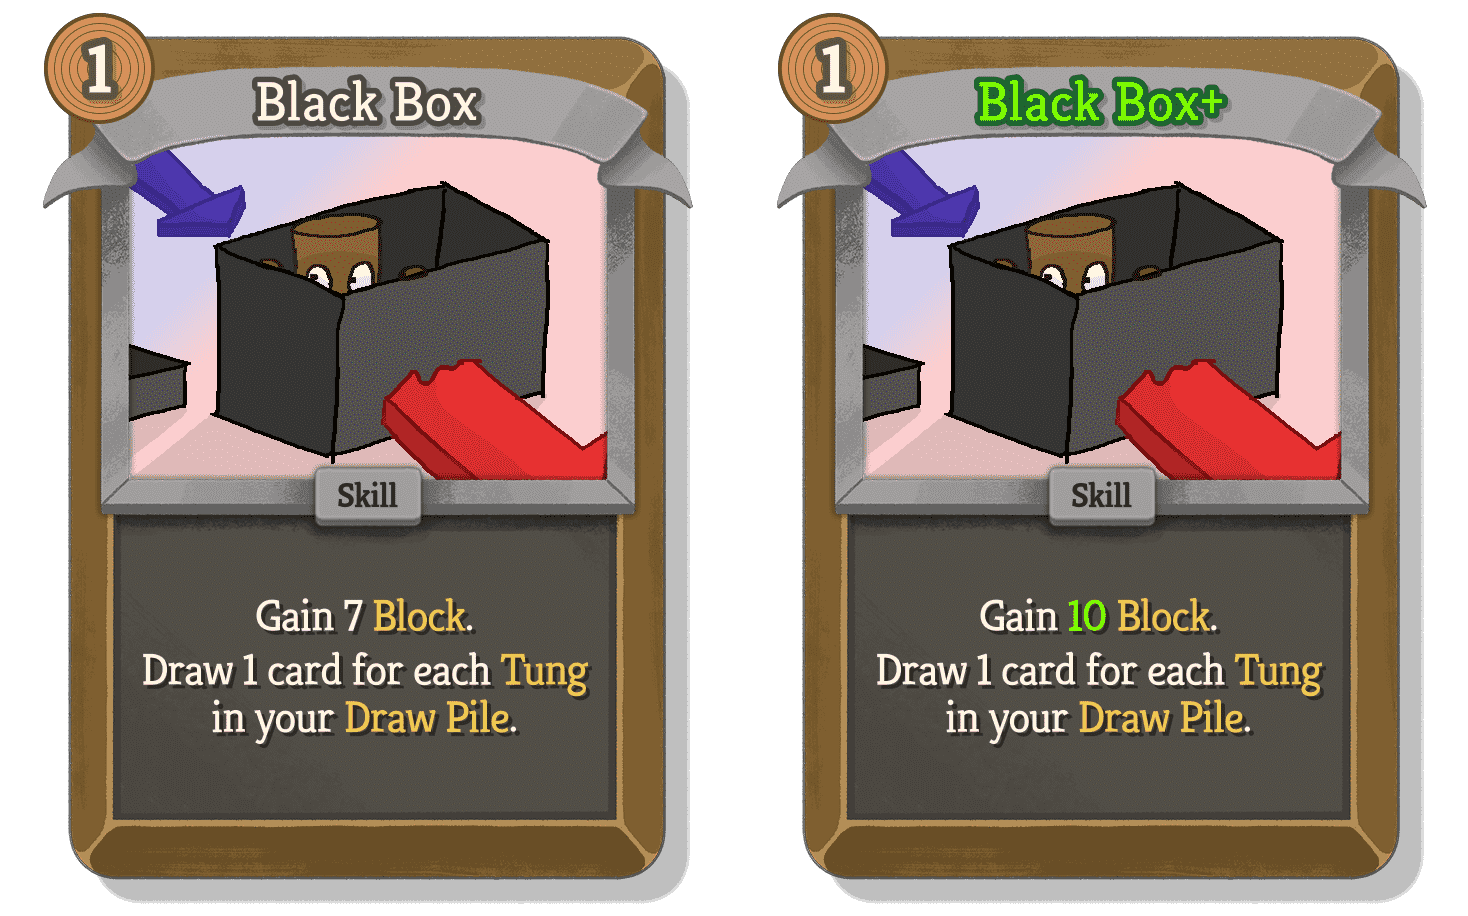 1
Black Box
Skill
Gain 7 Block.
Draw 1 card for each Tung
in your Draw Pile.
1
Black Box+
Skill
Gain 10 Block.
Draw 1 card for each Tung
in your Draw Pile.